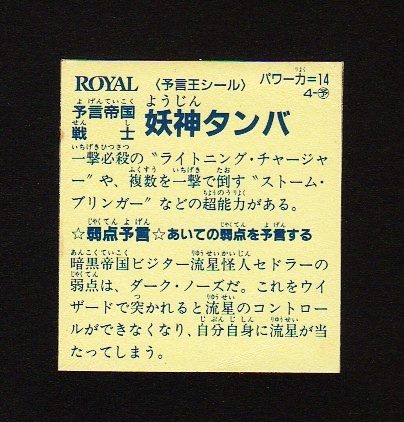 ROYAL 〈予言王シール〉 パワー力=14
4-予
予言帝国戦士 妖神タンバ
一撃必殺の〝ライトニング・チャージャ
ー〟や、複数を一撃で倒す〝ストーム・
ブリンガー〟などの超能力がある。
☆弱点予言☆あいての弱点を予言する
暗黒帝国ビジター流星怪人セドラーの
弱点は、ダーク・ノーズだ。これをウイ
ザードで突かれると流星のコントロー
ルができなくなり、自分自身に流星が当
たってしまう。